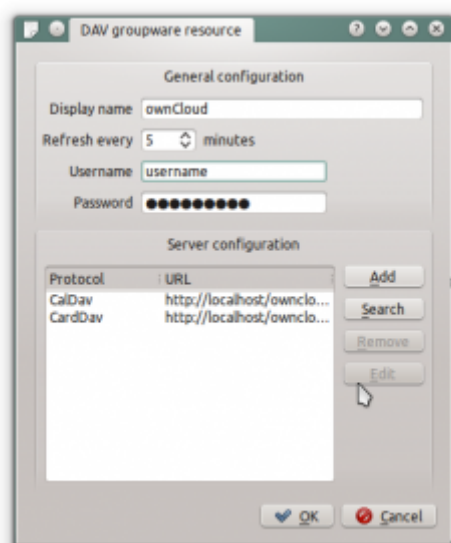 DAV groupware resource
General configuration
Display name ownCloud
Refresh every 5 minutes
Username username
Password ●●●●●●●●●
Server configuration
Protocol URL
CalDav http://localhost/ownclo...
CardDav http://localhost/ownclo...
Add
Search
Remove
Edit
OK Cancel